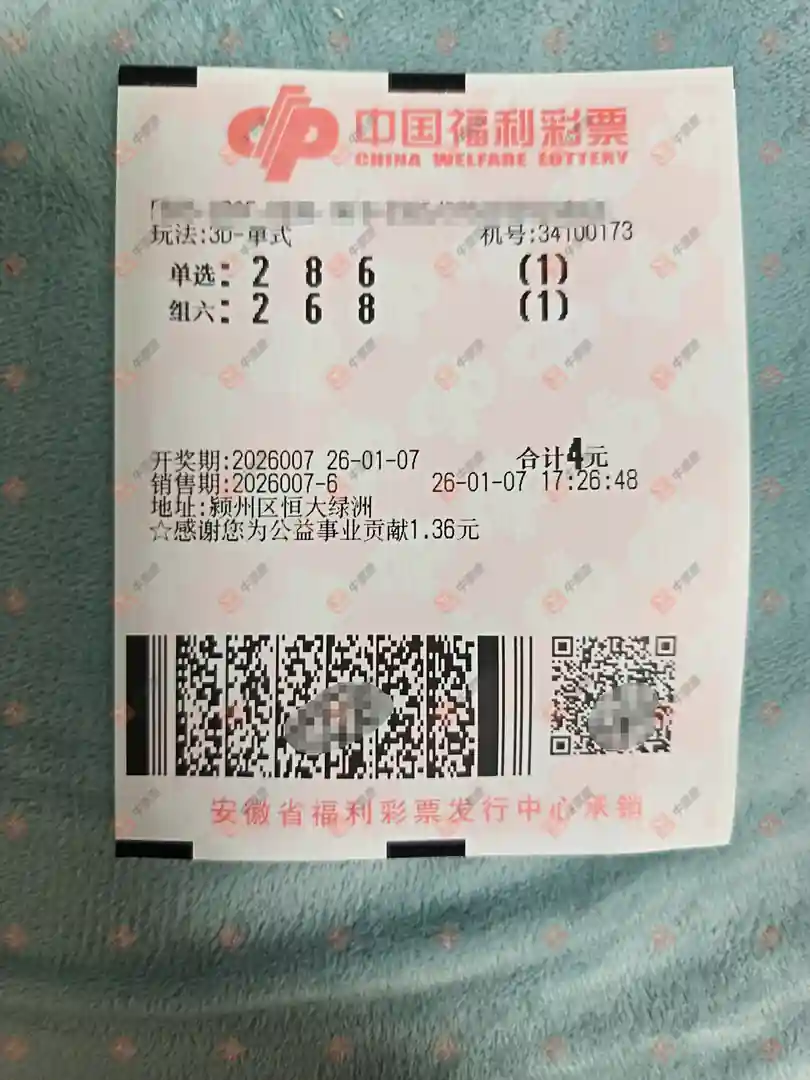 中国福利彩票
CHINA WELFARE LOTTERY
玩法:3D-单式 机号:34100173
单选: 2 8 6 (1)
组六: 2 6 8 (1)
开奖期:2026007 26-01-07 合计4元
销售期:2026007-6 26-01-07 17:26:48
地址:颍州区恒大绿洲
☆感谢您为公益事业贡献1.36元
安徽省福利彩票发行中心承销